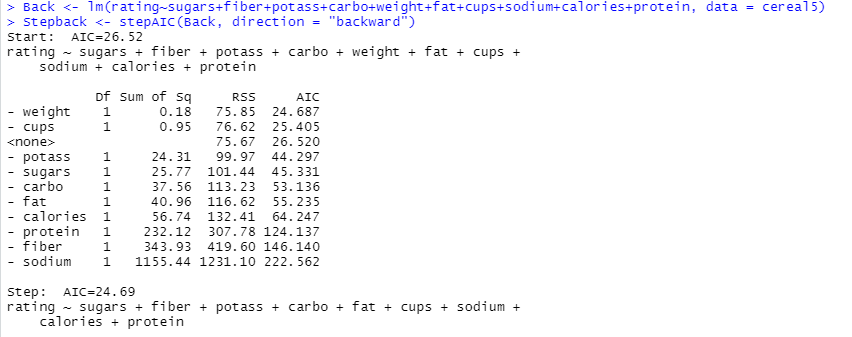 > Back <- lm(rating~sugars+fiber+potass+carbo+weight+fat+cups+sodium+calories+protein, data = cereal5)
> Stepback <- stepAIC(Back, direction = "backward")
Start:  AIC=26.52
rating ~ sugars + fiber + potass + carbo + weight + fat + cups +
    sodium + calories + protein

           Df Sum of Sq     RSS     AIC
- weight    1      0.18   75.85  24.687
- cups      1      0.95   76.62  25.405
<none>                    75.67  26.520
- potass    1     24.31   99.97  44.297
- sugars    1     25.77  101.44  45.331
- carbo     1     37.56  113.23  53.136
- fat       1     40.96  116.62  55.235
- calories  1     56.74  132.41  64.247
- protein   1    232.12  307.78 124.137
- fiber     1    343.93  419.60 146.140
- sodium    1   1155.44 1231.10 222.562

Step:  AIC=24.69
rating ~ sugars + fiber + potass + carbo + fat + cups + sodium +
    calories + protein